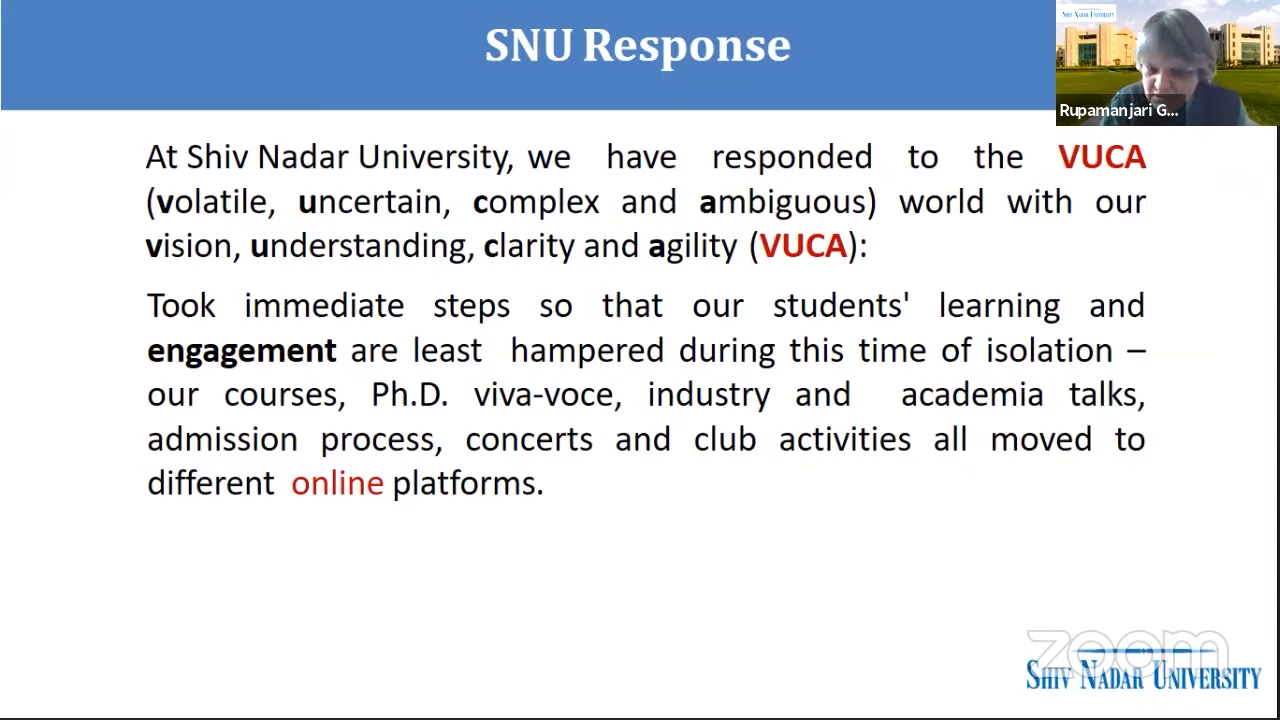 SNU Response
SHIV NADAR UNIVERSITY
Rupamanjari G...
At Shiv Nadar University, we have responded to the VUCA
(volatile, uncertain, complex and ambiguous) world with our
vision, understanding, clarity and agility (VUCA):
Took immediate steps so that our students' learning and
engagement are least hampered during this time of isolation –
our courses, Ph.D. viva-voce, industry and academia talks,
admission process, concerts and club activities all moved to
different online platforms.
zoom
SHIV NADAR UNIVERSITY